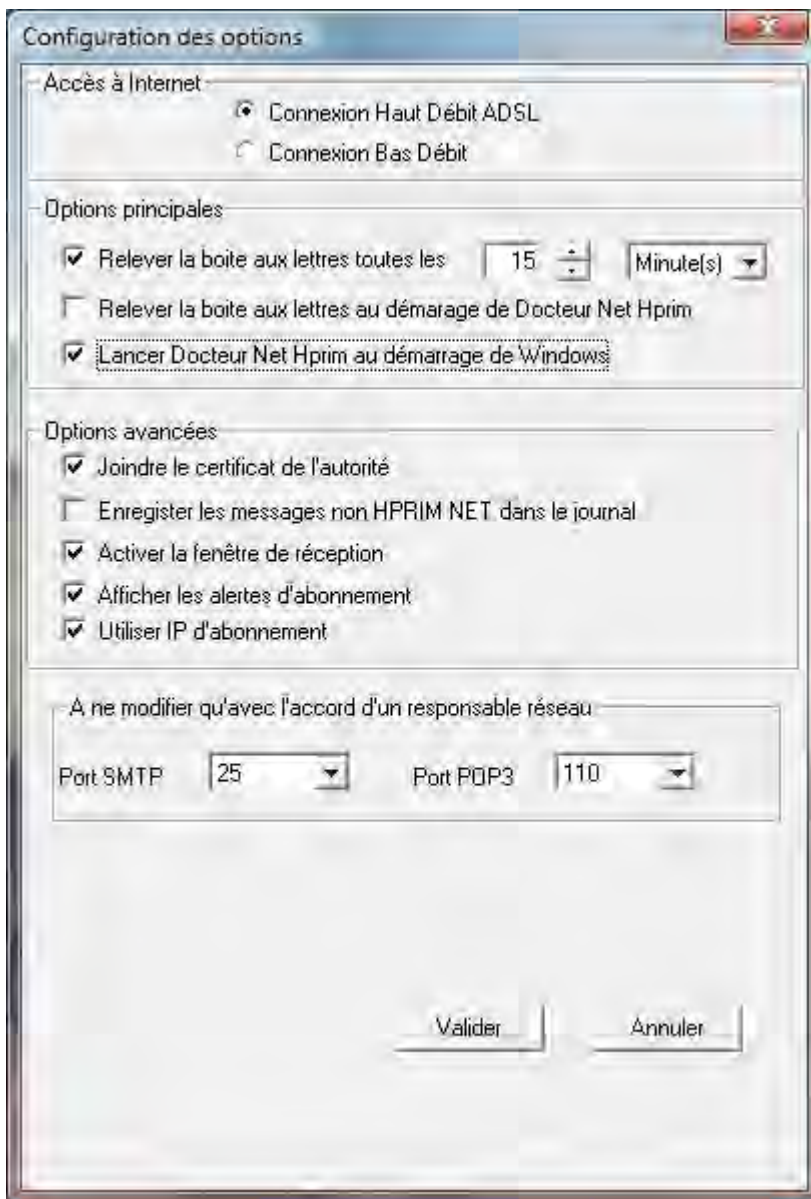 Configuration des options
Accès à Internet
Connexion Haut Débit ADSL
Connexion Bas Débit
Options principales
Relever la boite aux lettres toutes les 15 Minute(s)
Relever la boite aux lettres au démarage de Docteur Net Hprim
Lancer Docteur Net Hprim au démarrage de Windows
Options avancées
Joindre le certificat de l'autorité
Enregister les messages non HPRIM NET dans le journal
Activer la fenêtre de réception
Afficher les alertes d'abonnement
Utiliser IP d'abonnement
A ne modifier qu'avec l'accord d'un responsable réseau
Port SMTP 25 Port POP3 110
Valider Annuler